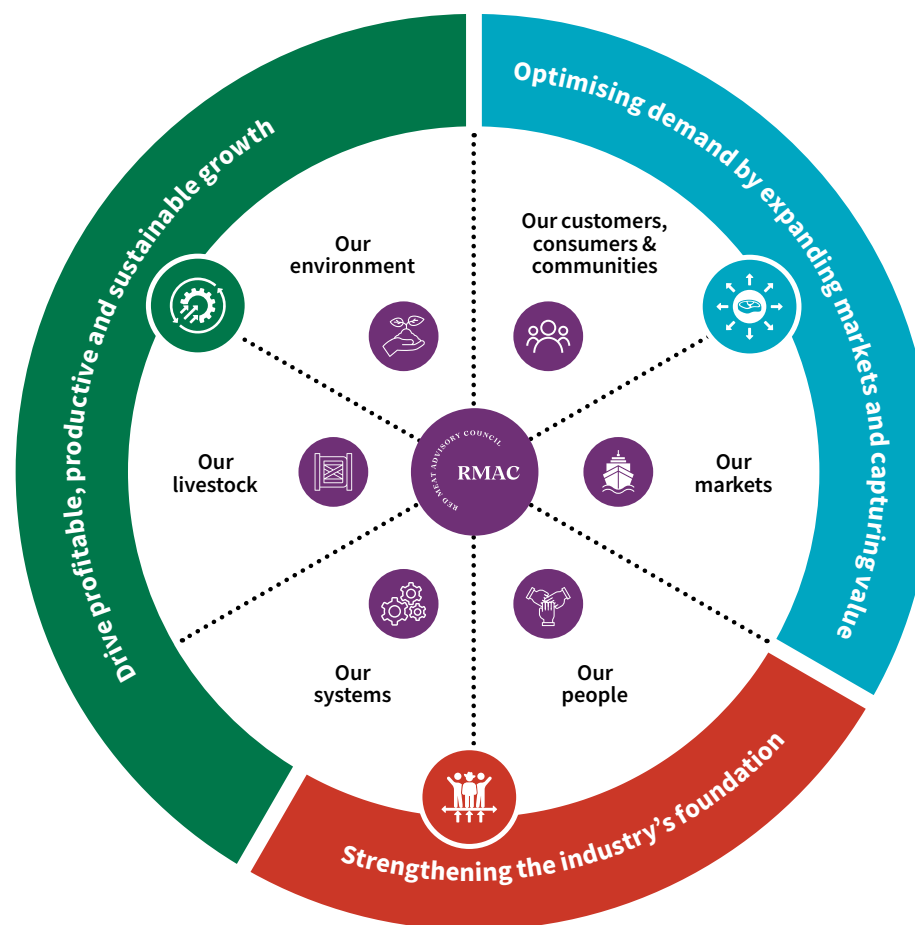 Drive profitable, productive and sustainable growth
Optimising demand by expanding markets and capturing value
Our
environment
Our customers,
consumers &
communities
Our
livestock
RED MEAT ADVISORY COUNCIL
RMAC
Our
markets
Our
systems
Our
people
Strengthening the industry’s foundation